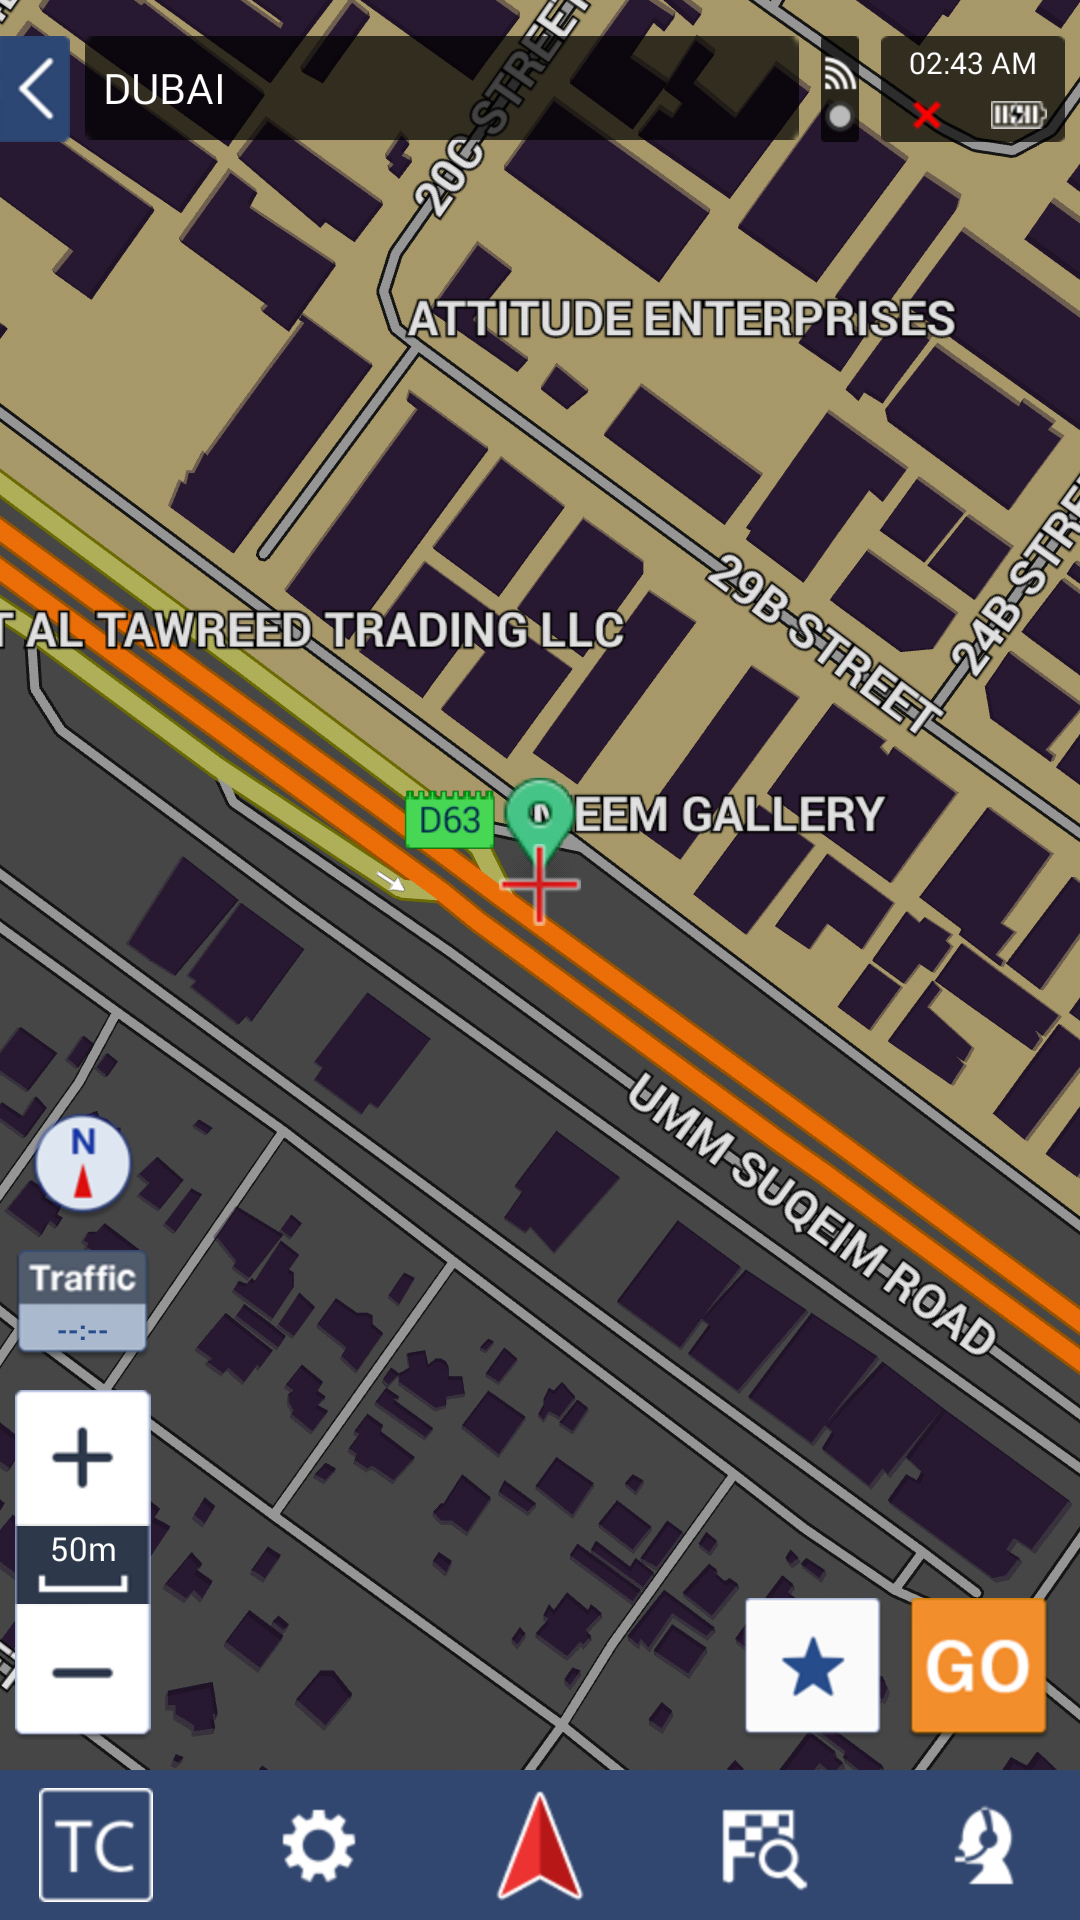 DUBAI
02:43 AM
20C STREET
ATTITUDE ENTERPRISES
29B STREET
24B STREET
T AL TAWREED TRADING LLC
D63
EEM GALLERY
UMM SUQEIM ROAD
N
Traffic
--:--
50m
GO
TC